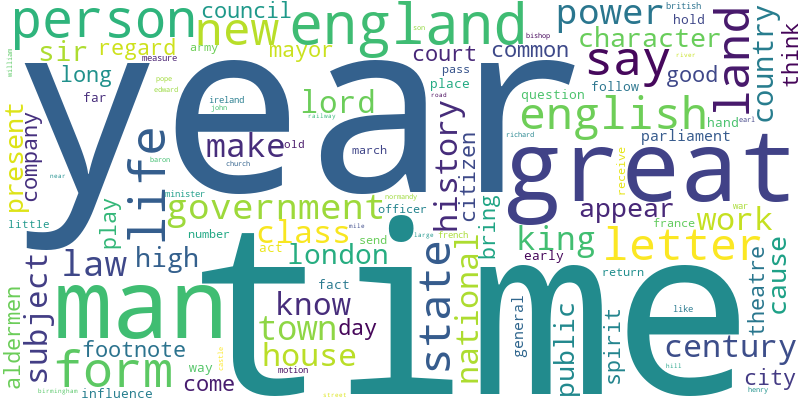 person
council
new
england
power
british
hold
land
country
think
sir
regard
mayor
army
court
common
character
good
say
long
william
measure
pope
edward
far
year
lord
son
bishop
pass
place
road
question
follow
english
hand
parliament
present
company
life
make
ireland
john
railway
old
march
church
baron
near
history
citizen
richard
earl
river
great
receive
minister
government
normandy
officer
play
number
class
act
send
mile
french
large
bring
king
early
appear
france
war
work
letter
little
law
high
london
fact
state
national
return
cause
theatre
aldermen
subject
man
time
know
town
day
house
general
public
spirit
like
century
form
footnote
way
castle
come
motion
influence
birmingham
street
hill
henry
city